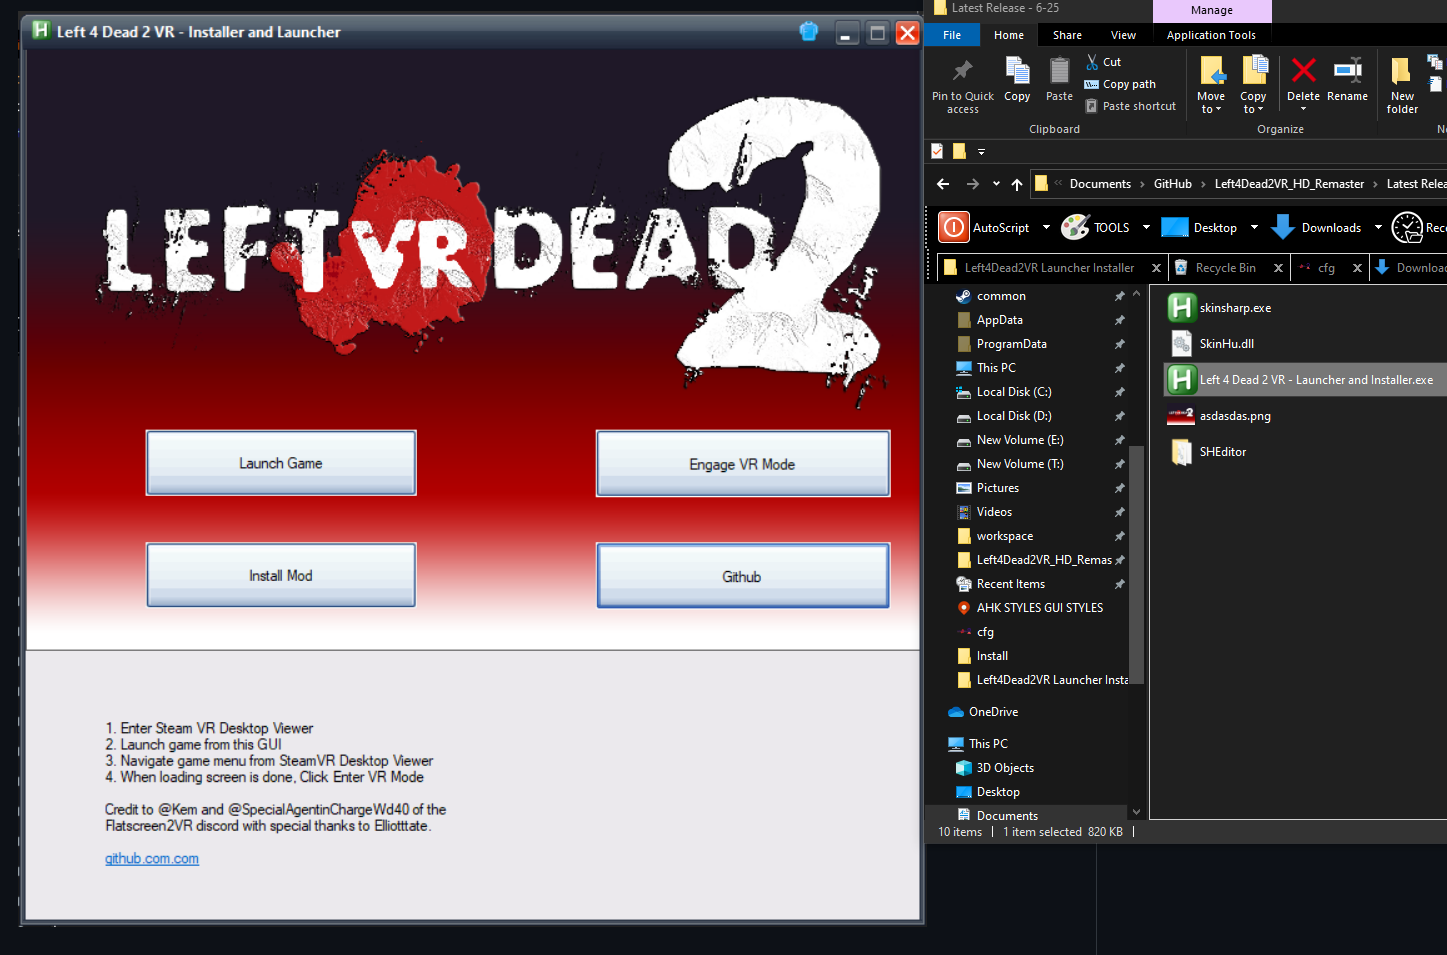 Left 4 Dead 2 VR - Installer and Launcher
LEFT VR DEAD 2
Launch Game
Engage VR Mode
Install Mod
Github
1. Enter Steam VR Desktop Viewer
2. Launch game from this GUI
3. Navigate game menu from SteamVR Desktop Viewer
4. When loading screen is done, Click Enter VR Mode
Credit to @Kem and @SpecialAgentinChargeWd40 of the
Flatscreen2VR discord with special thanks to Elliotttate.
github.com.com
Latest Release - 6-25
Manage
File
Home
Share
View
Application Tools
Pin to Quick
access
Copy
Paste
Cut
Copy path
Paste shortcut
Move
to
Copy
to
Delete
Rename
New
folder
Clipboard
Organize
Documents > GitHub > Left4Dead2VR_HD_Remaster > Latest Relea
AutoScript
TOOLS
Desktop
Downloads
Rec
Left4Dead2VR Launcher Installer
Recycle Bin
cfg
Download
common
AppData
ProgramData
This PC
Local Disk (C:)
Local Disk (D:)
New Volume (E:)
New Volume (T:)
Pictures
Videos
workspace
Left4Dead2VR_HD_Remas
Recent Items
AHK STYLES GUI STYLES
cfg
Install
Left4Dead2VR Launcher Insta
OneDrive
This PC
3D Objects
Desktop
Documents
skinsharp.exe
SkinHu.dll
Left 4 Dead 2 VR - Launcher and Installer.exe
asdasdas.png
SHEditor
10 items
1 item selected 820 KB